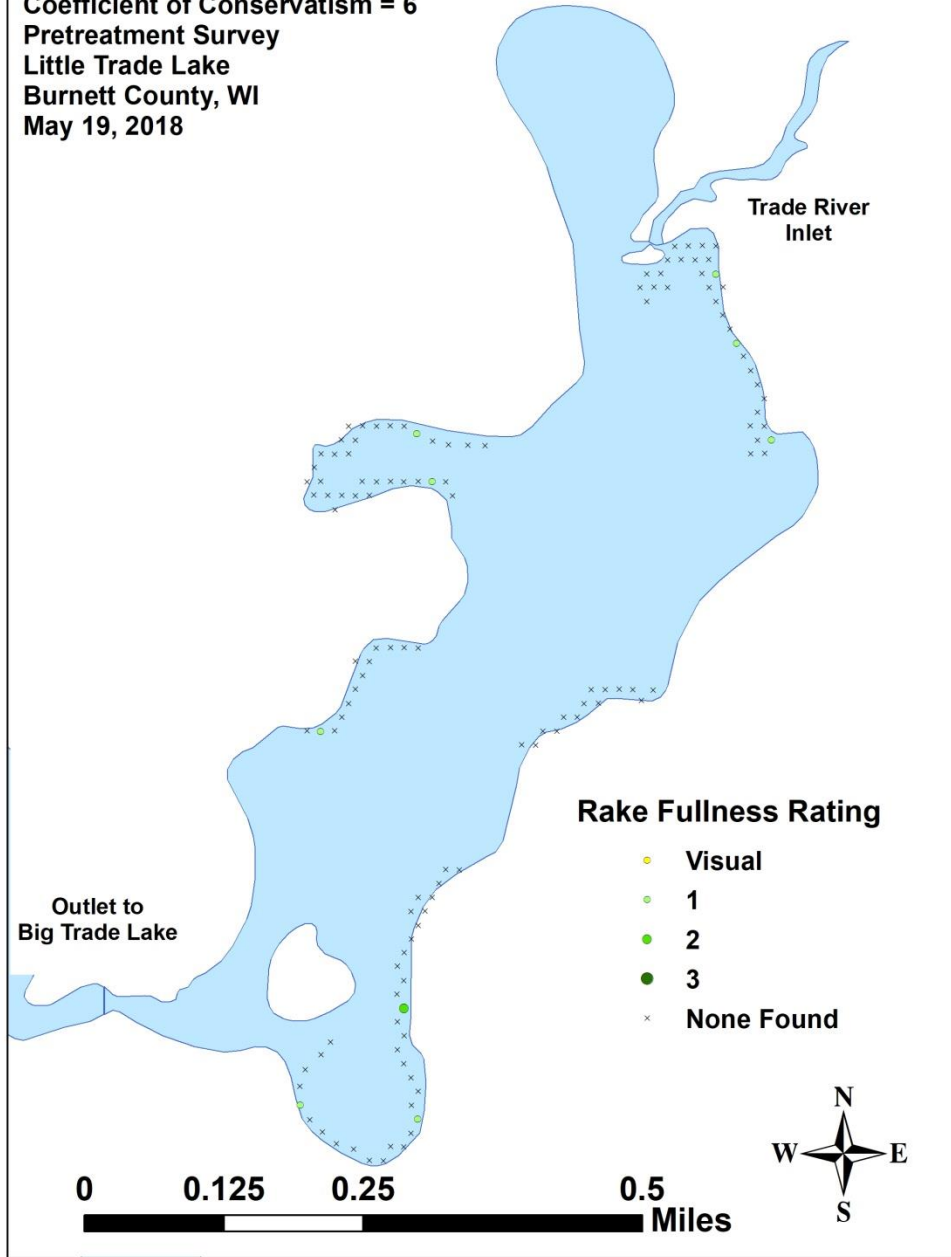 Coefficient of Conservatism = 6
Pretreatment Survey
Little Trade Lake
Burnett County, WI
May 19, 2018
Trade River
Inlet
Rake Fullness Rating
Visual
1
2
3
None Found
Outlet to
Big Trade Lake
N
W E
S
0 0.125 0.25 0.5
Miles